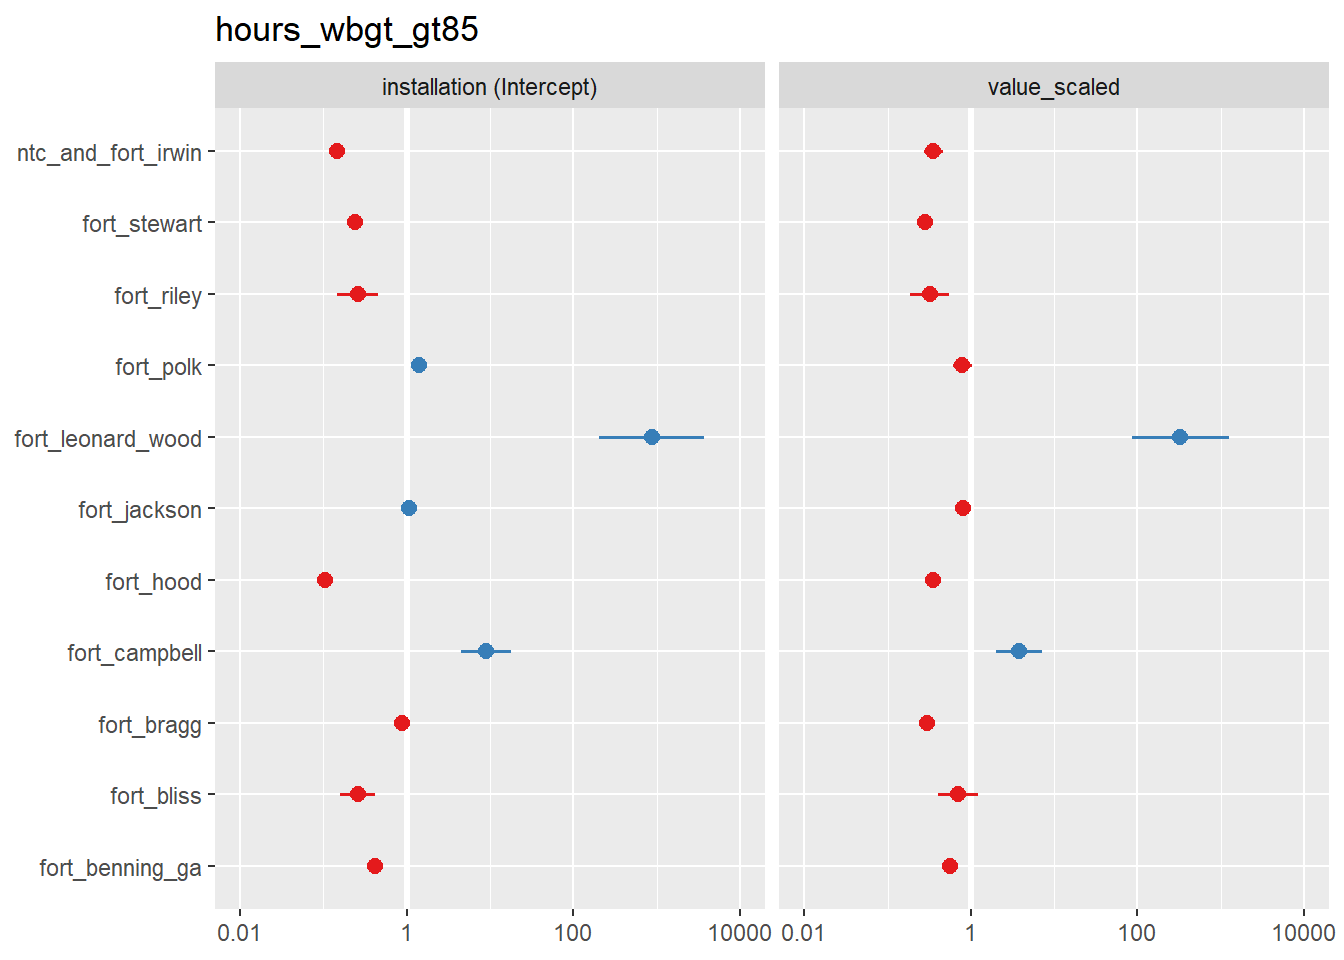 hours_wbgt_gt85
installation (Intercept)
value_scaled
ntc_and_fort_irwin
fort_stewart
fort_riley
fort_polk
fort_leonard_wood
fort_jackson
fort_hood
fort_campbell
fort_bragg
fort_bliss
fort_benning_ga
0.01 1 100 10000 0.01 1 100 10000